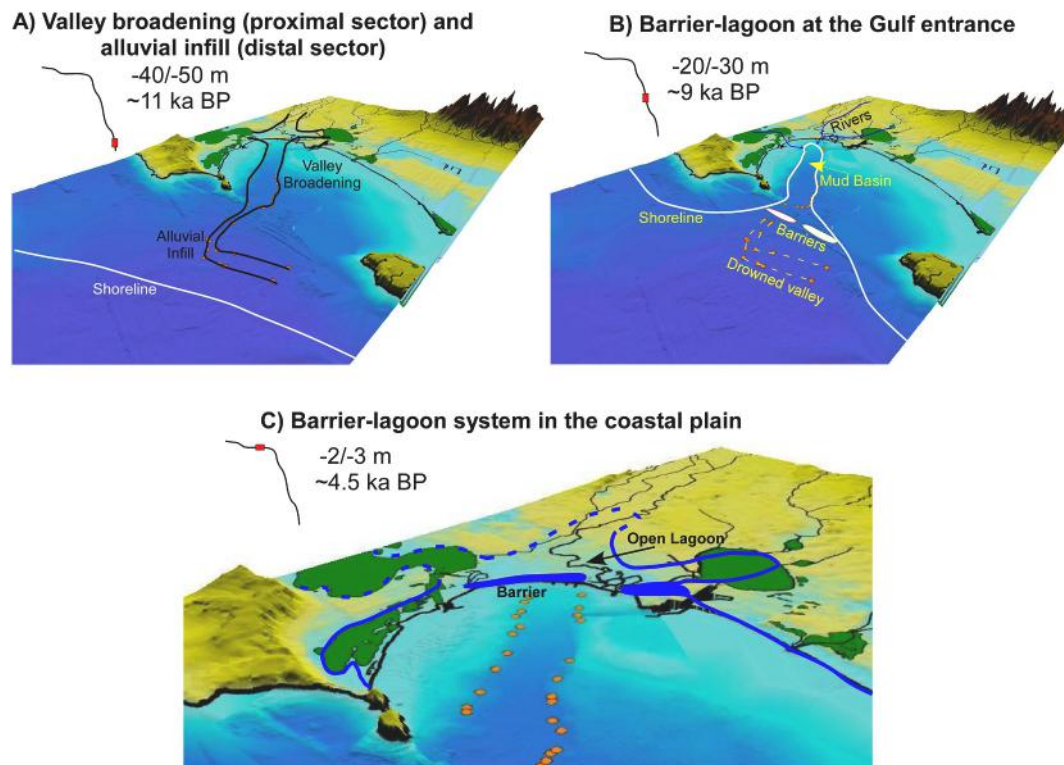 A) Valley broadening (proximal sector) and
alluvial infill (distal sector)
-40/-50 m
~11 ka BP
Valley
Broadening
Alluvial
Infill
Shoreline
B) Barrier-lagoon at the Gulf entrance
-20/-30 m
~9 ka BP
Rivers
Mud Basin
Shoreline
Barriers
Drowned valley
C) Barrier-lagoon system in the coastal plain
-2/-3 m
~4.5 ka BP
Open Lagoon
Barrier